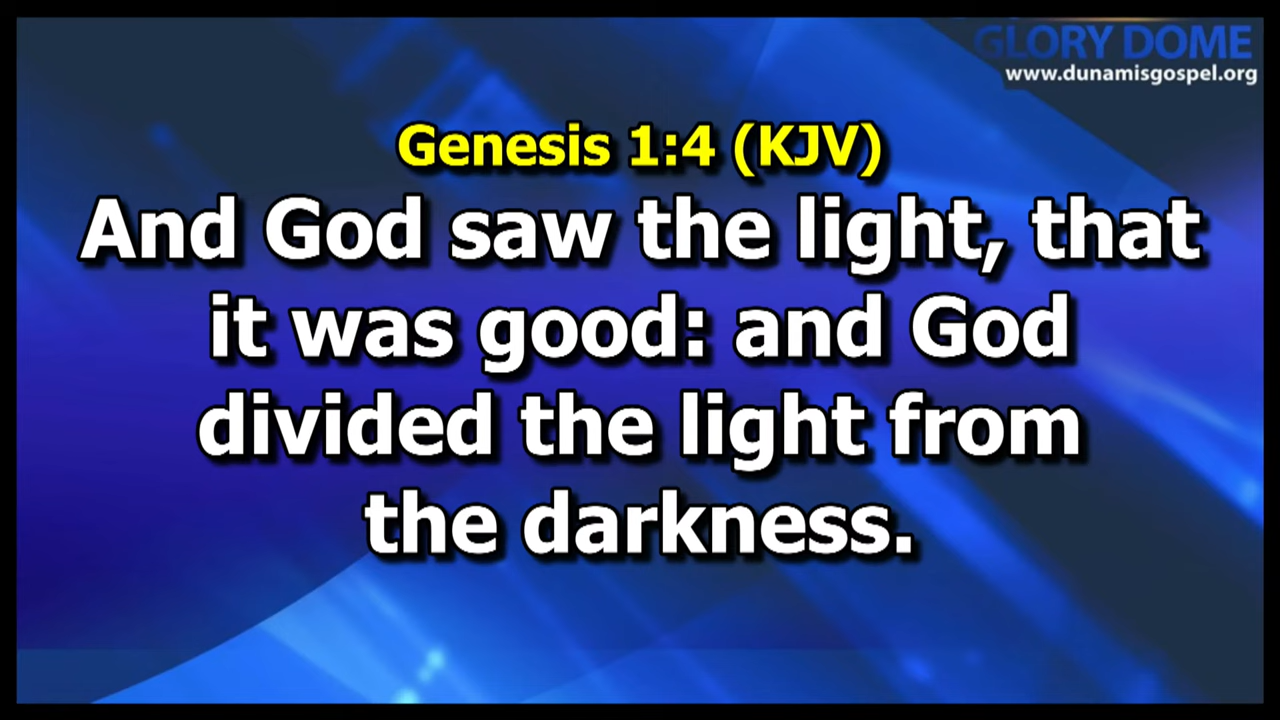 GLORY DOME
www.dunamisgospel.org
Genesis 1:4 (KJV)
And God saw the light, that
it was good: and God
divided the light from
the darkness.